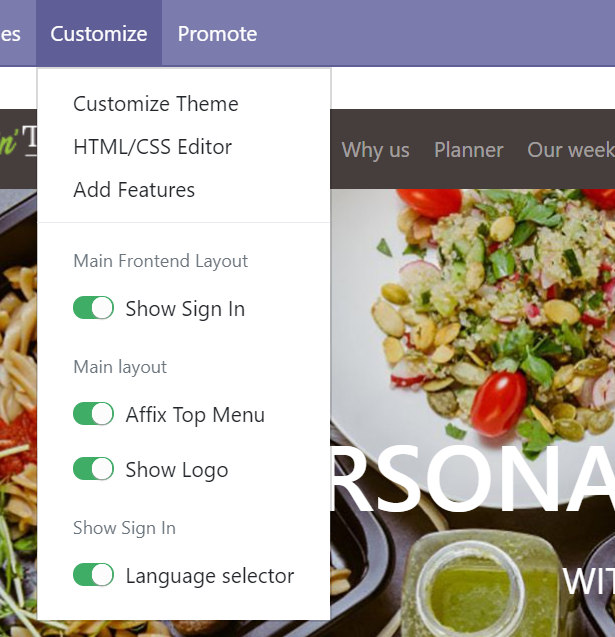 es Customize Promote
Customize Theme
HTML/CSS Editor
Add Features
Why us Planner Our week
Main Frontend Layout
Show Sign In
Main layout
Affix Top Menu
Show Logo
RSONA
Show Sign In
Language selector
WIT